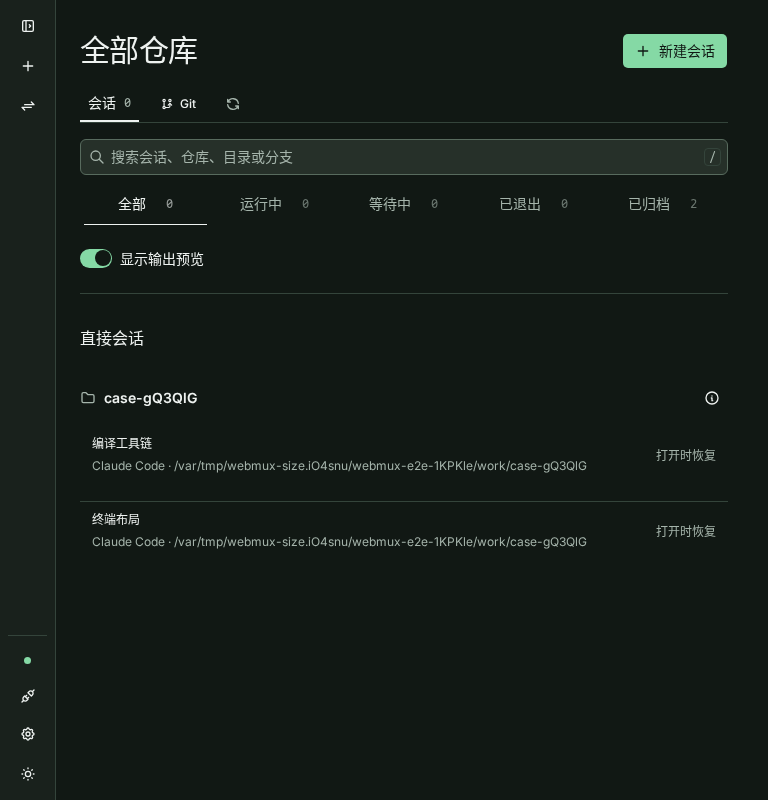 全部仓库
新建会话
会话 0 Git
搜索会话、仓库、目录或分支 /
全部 0 运行中 0 等待中 0 已退出 0 已归档 2
显示输出预览
直接会话
case-gQ3QlG
编译工具链
Claude Code · /var/tmp/webmux-size.iO4snu/webmux-e2e-1KPKle/work/case-gQ3QlG
打开时恢复
终端布局
Claude Code · /var/tmp/webmux-size.iO4snu/webmux-e2e-1KPKle/work/case-gQ3QlG
打开时恢复